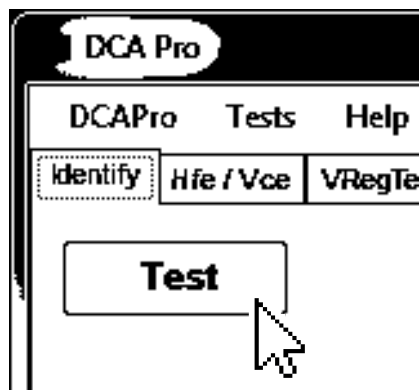 DCA Pro
DCAPro Tests Help
Identify Hfe / Vce VRegTe
Test